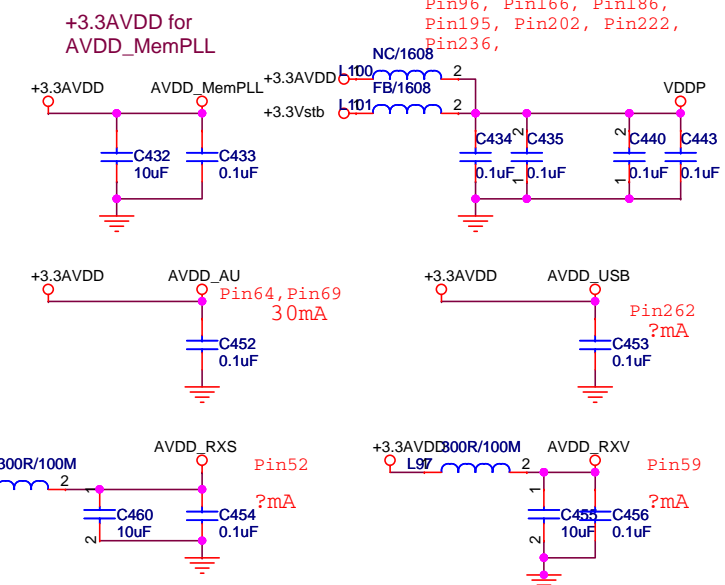 Pin96, Pin166, Pin186,
Pin195, Pin202, Pin222,
Pin236,
+3.3AVDD for
AVDD_MemPLL
+3.3AVDD
AVDD_MemPLL
C432
10uF
C433
0.1uF
NC/1608
+3.3AVDD
L100
1
2
FB/1608
+3.3Vstb
L101
1
2
VDDP
C434
0.1uF
2
C435
1
0.1uF
2
C440
1
0.1uF
C443
0.1uF
+3.3AVDD
AVDD_AU
Pin64,Pin69
30mA
C452
0.1uF
+3.3AVDD
AVDD_USB
Pin262
?mA
C453
0.1uF
300R/100M
2
AVDD_RXS
Pin52
?mA
1
C460
10uF
2
C454
0.1uF
+3.3AVDD
300R/100M
L97
1
2
AVDD_RXV
Pin59
?mA
1
C455
10uF
2
C456
0.1uF